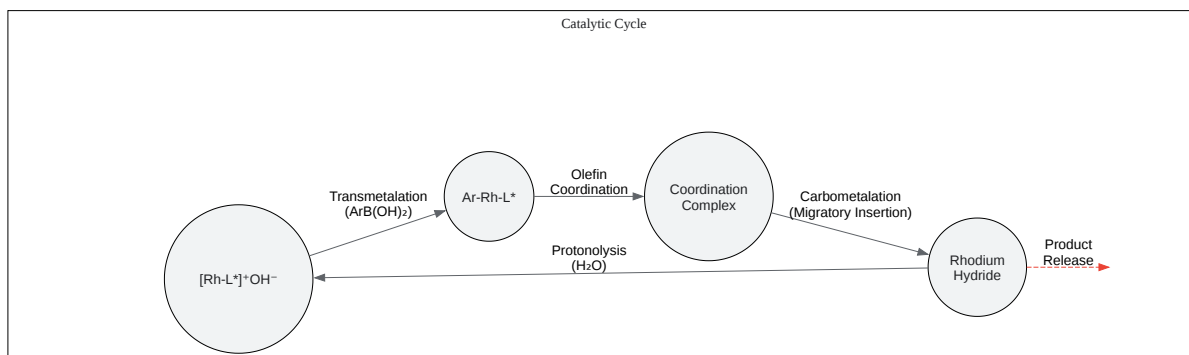 Catalytic Cycle
Transmetalation
(ArB(OH)₂)
Ar-Rh-L*
Olefin
Coordination
Coordination
Complex
Carbometalation
(Migratory Insertion)
Protonolysis
(H₂O)
[Rh-L*]⁺OH⁻
Rhodium
Hydride
Product
Release